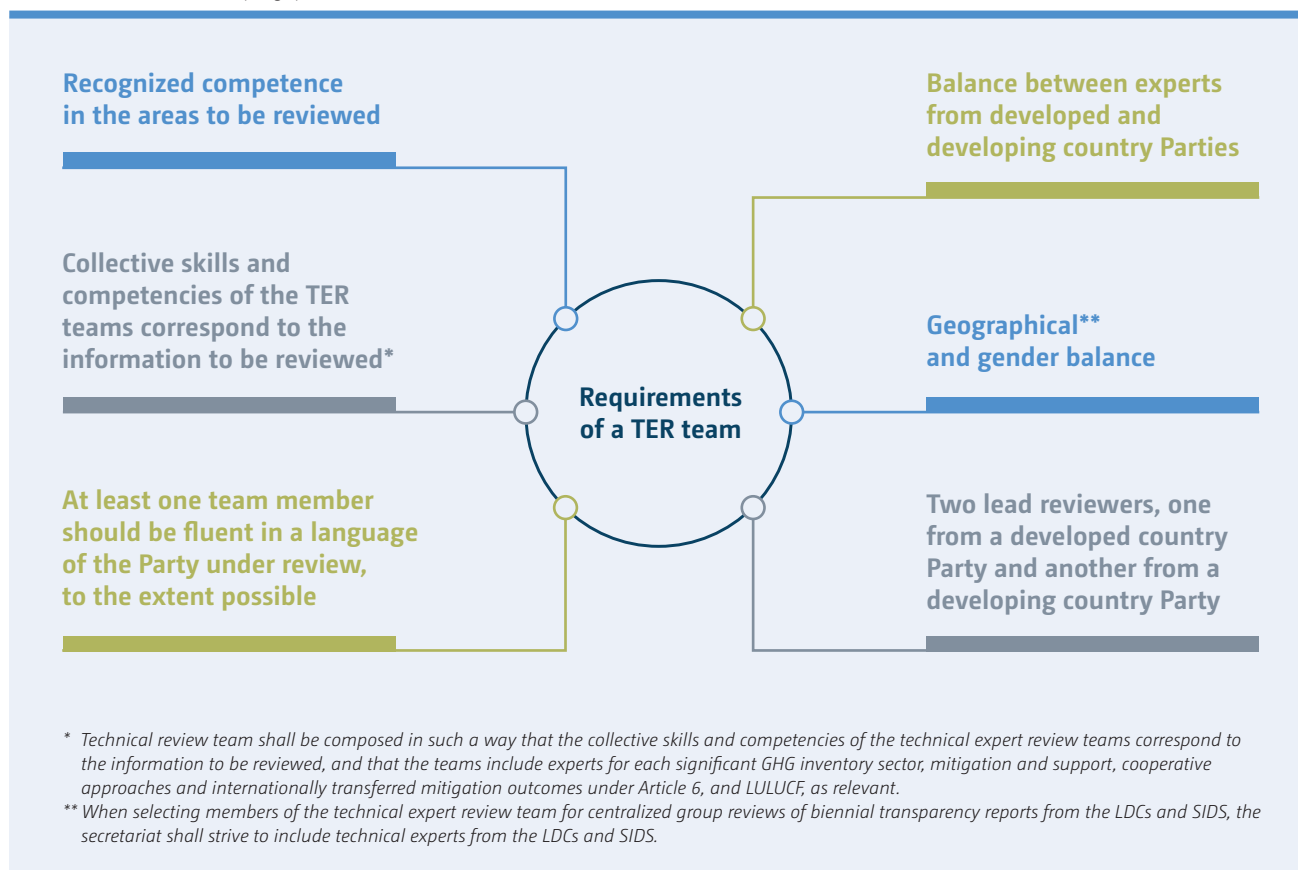 Recognized competence
in the areas to be reviewed
Collective skills and
competencies of the TER
teams correspond to the
information to be reviewed*
At least one team member
should be fluent in a language
of the Party under review,
to the extent possible
Requirements
of a TER team
Balance between experts
from developed and
developing country Parties
Geographical**
and gender balance
Two lead reviewers, one
from a developed country
Party and another from a
developing country Party
* Technical review team shall be composed in such a way that the collective skills and competencies of the technical expert review teams correspond to
the information to be reviewed, and that the teams include experts for each significant GHG inventory sector, mitigation and support, cooperative
approaches and internationally transferred mitigation outcomes under Article 6, and LULUCF, as relevant.
** When selecting members of the technical expert review team for centralized group reviews of biennial transparency reports from the LDCs and SIDS, the
secretariat shall strive to include technical experts from the LDCs and SIDS.